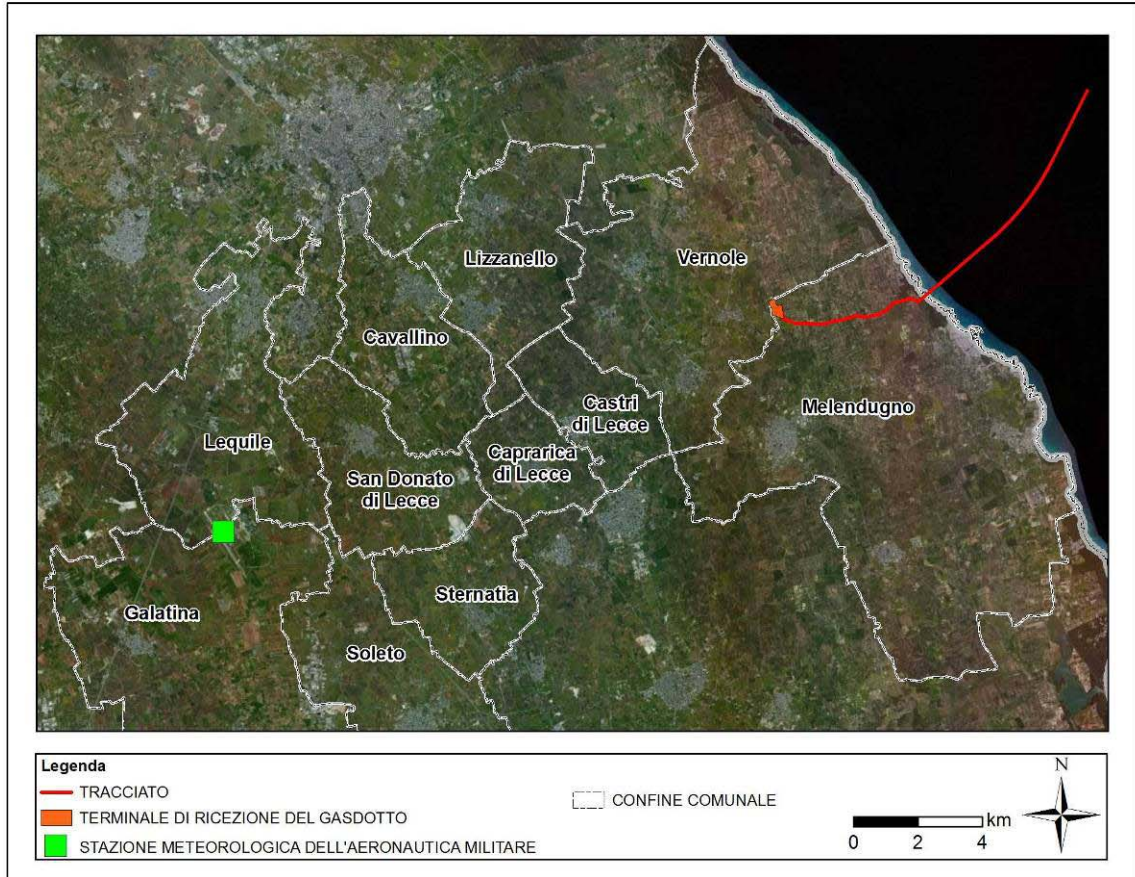 Lizzanello
Vernole
Cavallino
Castri
di Lecce
Melendugno
Lequile
Caprarica
di Lecce
San Donato
di Lecce
Sternatia
Galatina
Soleto
Legenda
TRACCIATO
TERMINALE DI RICEZIONE DEL GASDOTTO
STAZIONE METEOROLOGICA DELL'AERONAUTICA MILITARE
CONFINE COMUNALE
km
0 2 4
N